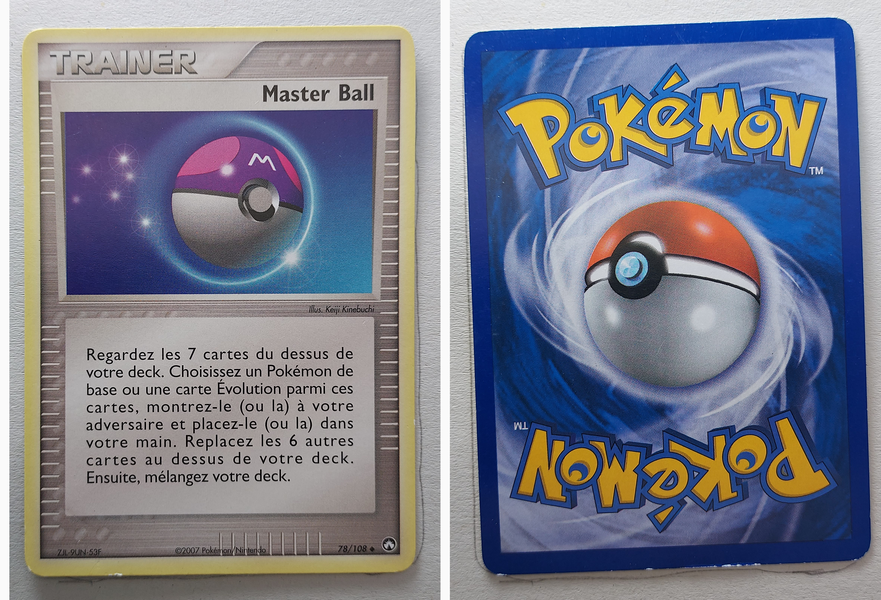 TRAINER
Master Ball
M
Illus. Keiji Kinebuchi
Regardez les 7 cartes du dessus de
votre deck. Choisissez un Pokémon de
base ou une carte Évolution parmi ces
cartes, montrez-le (ou la) à votre
adversaire et placez-le (ou la) dans
votre main. Replacez les 6 autres
cartes au dessus de votre deck.
Ensuite, mélangez votre deck.
ZJL-9UN-53F
©2007 Pokémon/Nintendo
78/108 ◆
POKéMON
TM
TM
POKéMON